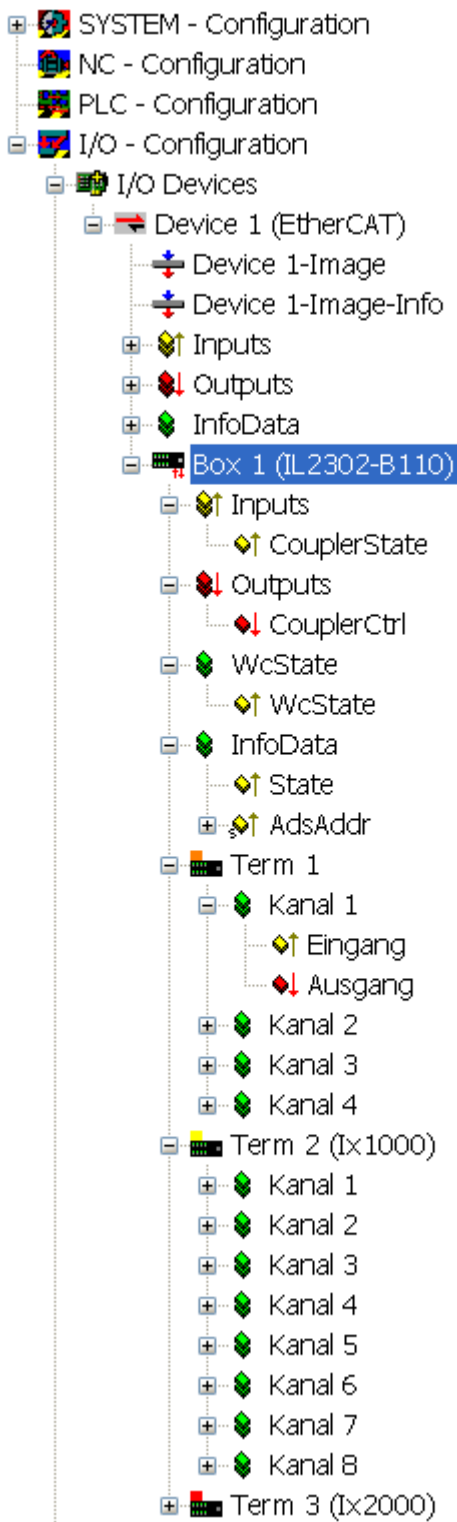 SYSTEM - Configuration
NC - Configuration
PLC - Configuration
I/O - Configuration
I/O Devices
Device 1 (EtherCAT)
Device 1-Image
Device 1-Image-Info
Inputs
Outputs
InfoData
Box 1 (IL2302-B110)
Inputs
CouplerState
Outputs
CouplerCtrl
WcState
WcState
InfoData
State
AdsAddr
Term 1
Kanal 1
Eingang
Ausgang
Kanal 2
Kanal 3
Kanal 4
Term 2 (Ix1000)
Kanal 1
Kanal 2
Kanal 3
Kanal 4
Kanal 5
Kanal 6
Kanal 7
Kanal 8
Term 3 (Ix2000)